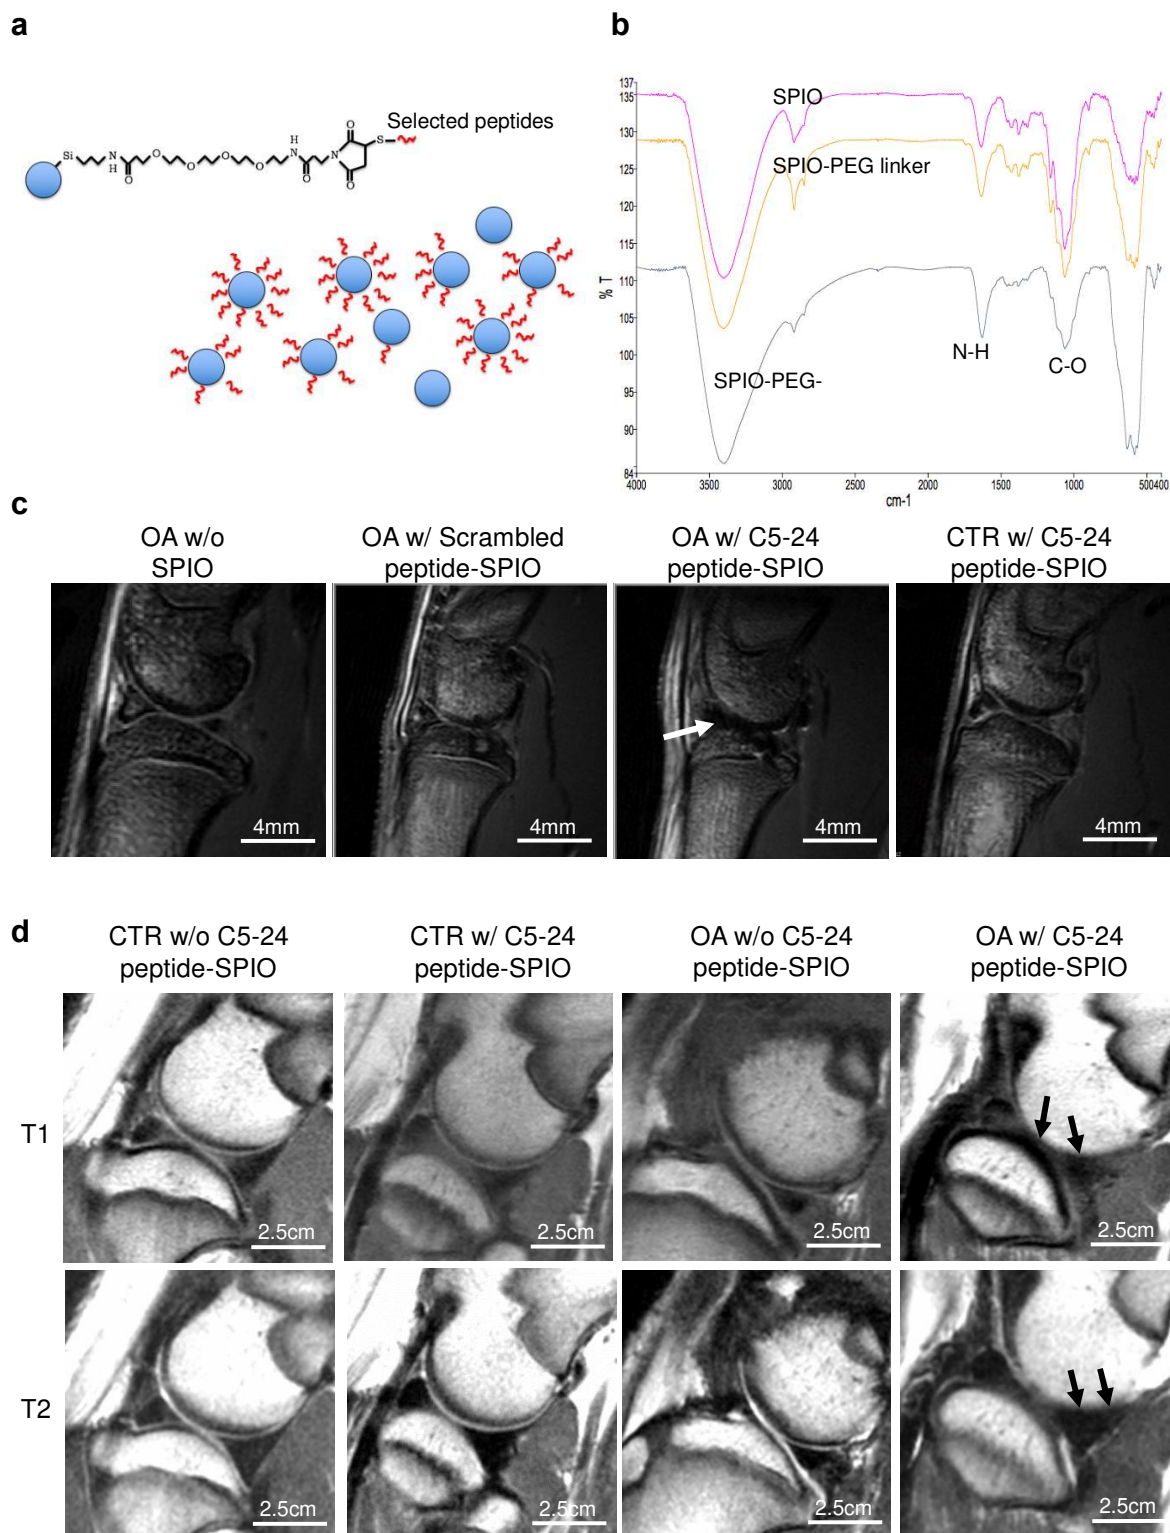 a
Selected peptides
Si
N
H
O
O
O
O
O
H
N
O
N
O
O
S
b
137
135
130
125
120
115
110
105
100
95
90
84
% T
SPIO
SPIO-PEG linker
SPIO-PEG-
N-H
C-O
4000
3500
3000
2500
2000
1500
1000
500
400
cm-1
c
OA w/o
SPIO
OA w/ Scrambled
peptide-SPIO
OA w/ C5-24
peptide-SPIO
CTR w/ C5-24
peptide-SPIO
4mm
4mm
4mm
4mm
d
CTR w/o C5-24
peptide-SPIO
CTR w/ C5-24
peptide-SPIO
OA w/o C5-24
peptide-SPIO
OA w/ C5-24
peptide-SPIO
T1
2.5cm
2.5cm
2.5cm
2.5cm
T2
2.5cm
2.5cm
2.5cm
2.5cm